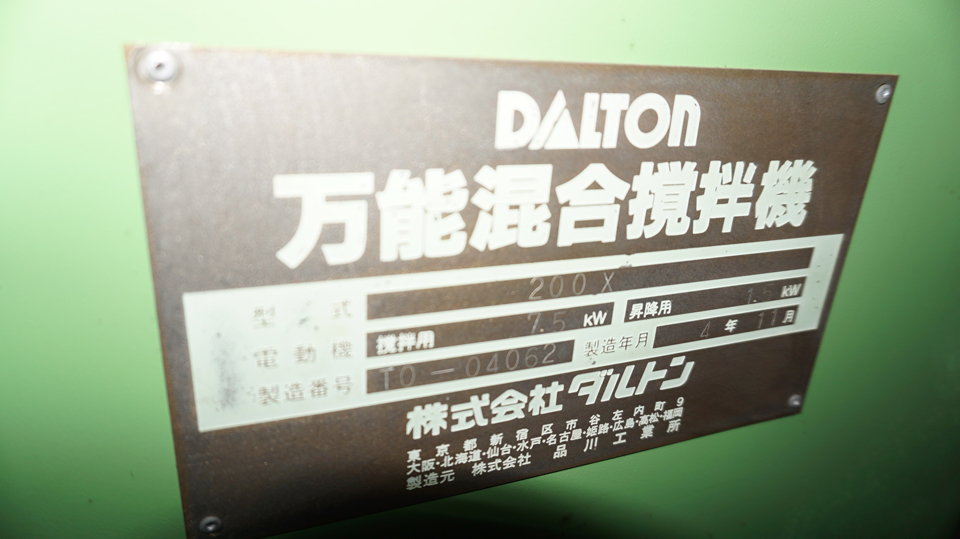 DALTON
万能混合撹拌機
型式 200X
電動機 撹拌用 7.5 kW 昇降用 1.5 kW
製造番号 TO-04062 製造年月 4年11月
株式会社ダルトン
東京都新宿区市谷左内町9
大阪・北海道・仙台・水戸・名古屋・姫路・広島・高松・福岡
製造元 株式会社 品川工業所